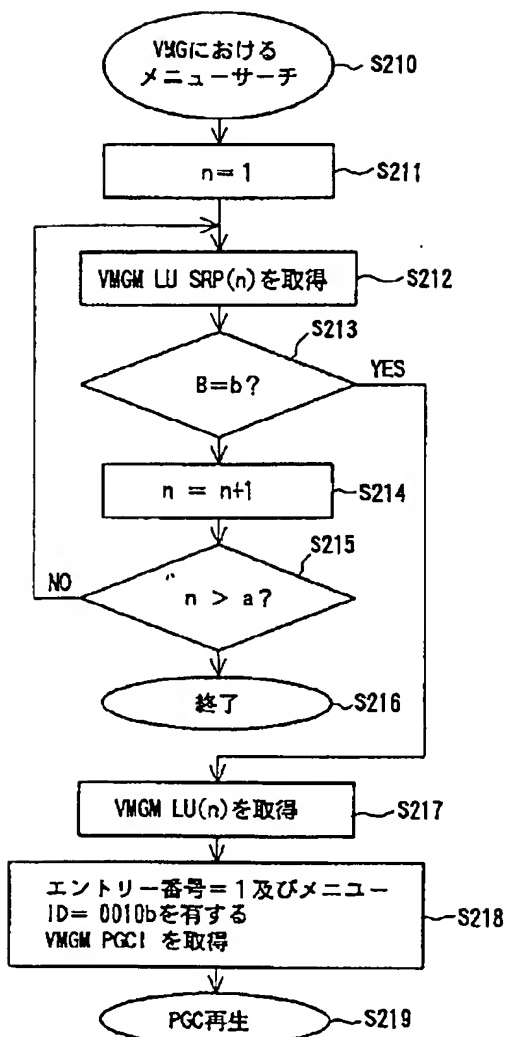 VMGにおける
メニューサーチ
S210
n= 1
S211
VMGM LU SRP(n)を取得
S212
S213
B=b?
YES
n = n+1
S214
S215
NO
n > a?
終了
S216
VMGM LU(n)を取得
S217
エントリー番号=1及びメニュー
ID= 0010bを有する
VMGM PGCI を取得
S218
PGC再生
S219